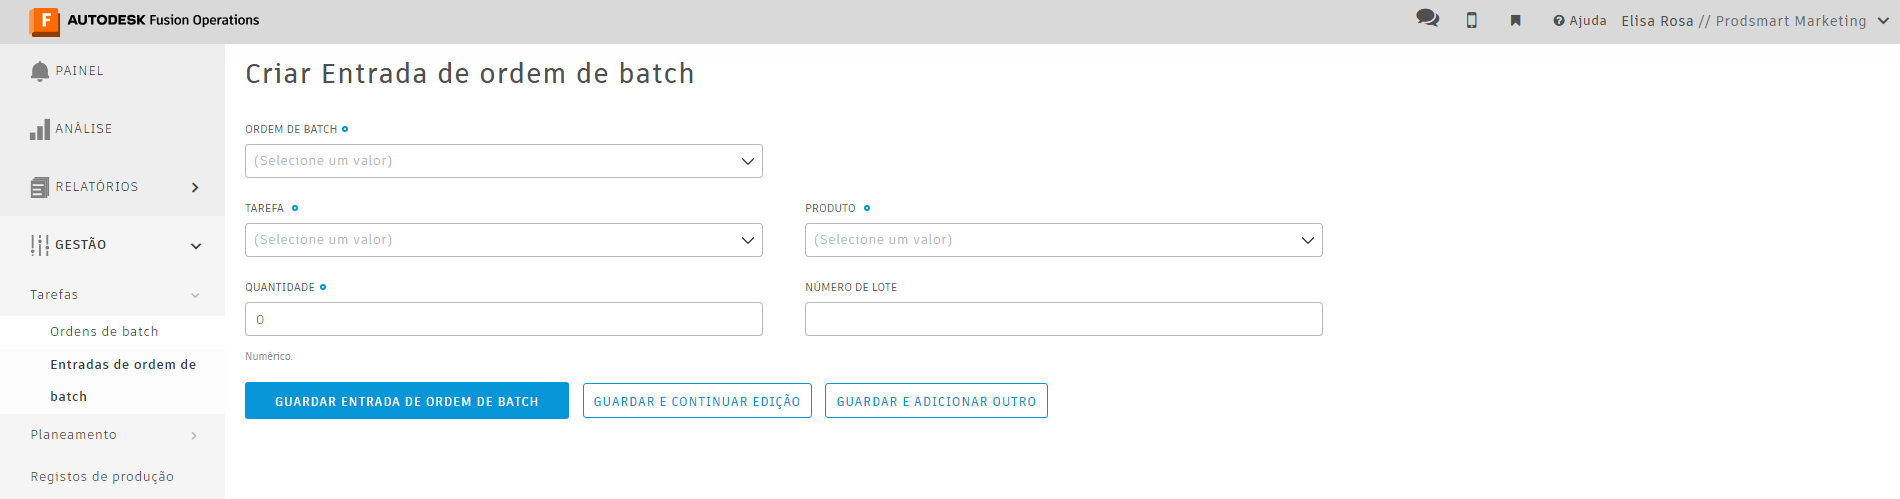 F AUTODESK Fusion Operations
Ajuda Elisa Rosa // Prodsmart Marketing
PAINEL
ANÁLISE
RELATÓRIOS
GESTÃO
Tarefas
Ordens de batch
Entradas de ordem de
batch
Planeamento
Registos de produção
Criar Entrada de ordem de batch
ORDEM DE BATCH
(Selecione um valor)
TAREFA
(Selecione um valor)
PRODUTO
(Selecione um valor)
QUANTIDADE
0
Numérico.
NÚMERO DE LOTE
GUARDAR ENTRADA DE ORDEM DE BATCH
GUARDAR E CONTINUAR EDIÇÃO
GUARDAR E ADICIONAR OUTRO